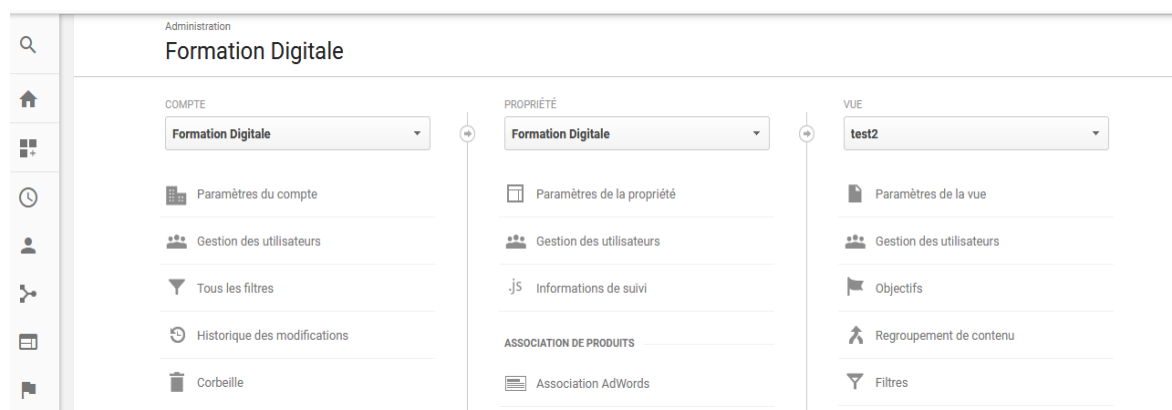 Administration
Formation Digitale
COMPTE
Formation Digitale
Paramètres du compte
Gestion des utilisateurs
Tous les filtres
Historique des modifications
Corbeille
PROPRIÉTÉ
Formation Digitale
Paramètres de la propriété
Gestion des utilisateurs
.js Informations de suivi
ASSOCIATION DE PRODUITS
Association AdWords
VUE
test2
Paramètres de la vue
Gestion des utilisateurs
Objectifs
Regroupement de contenu
Filtres